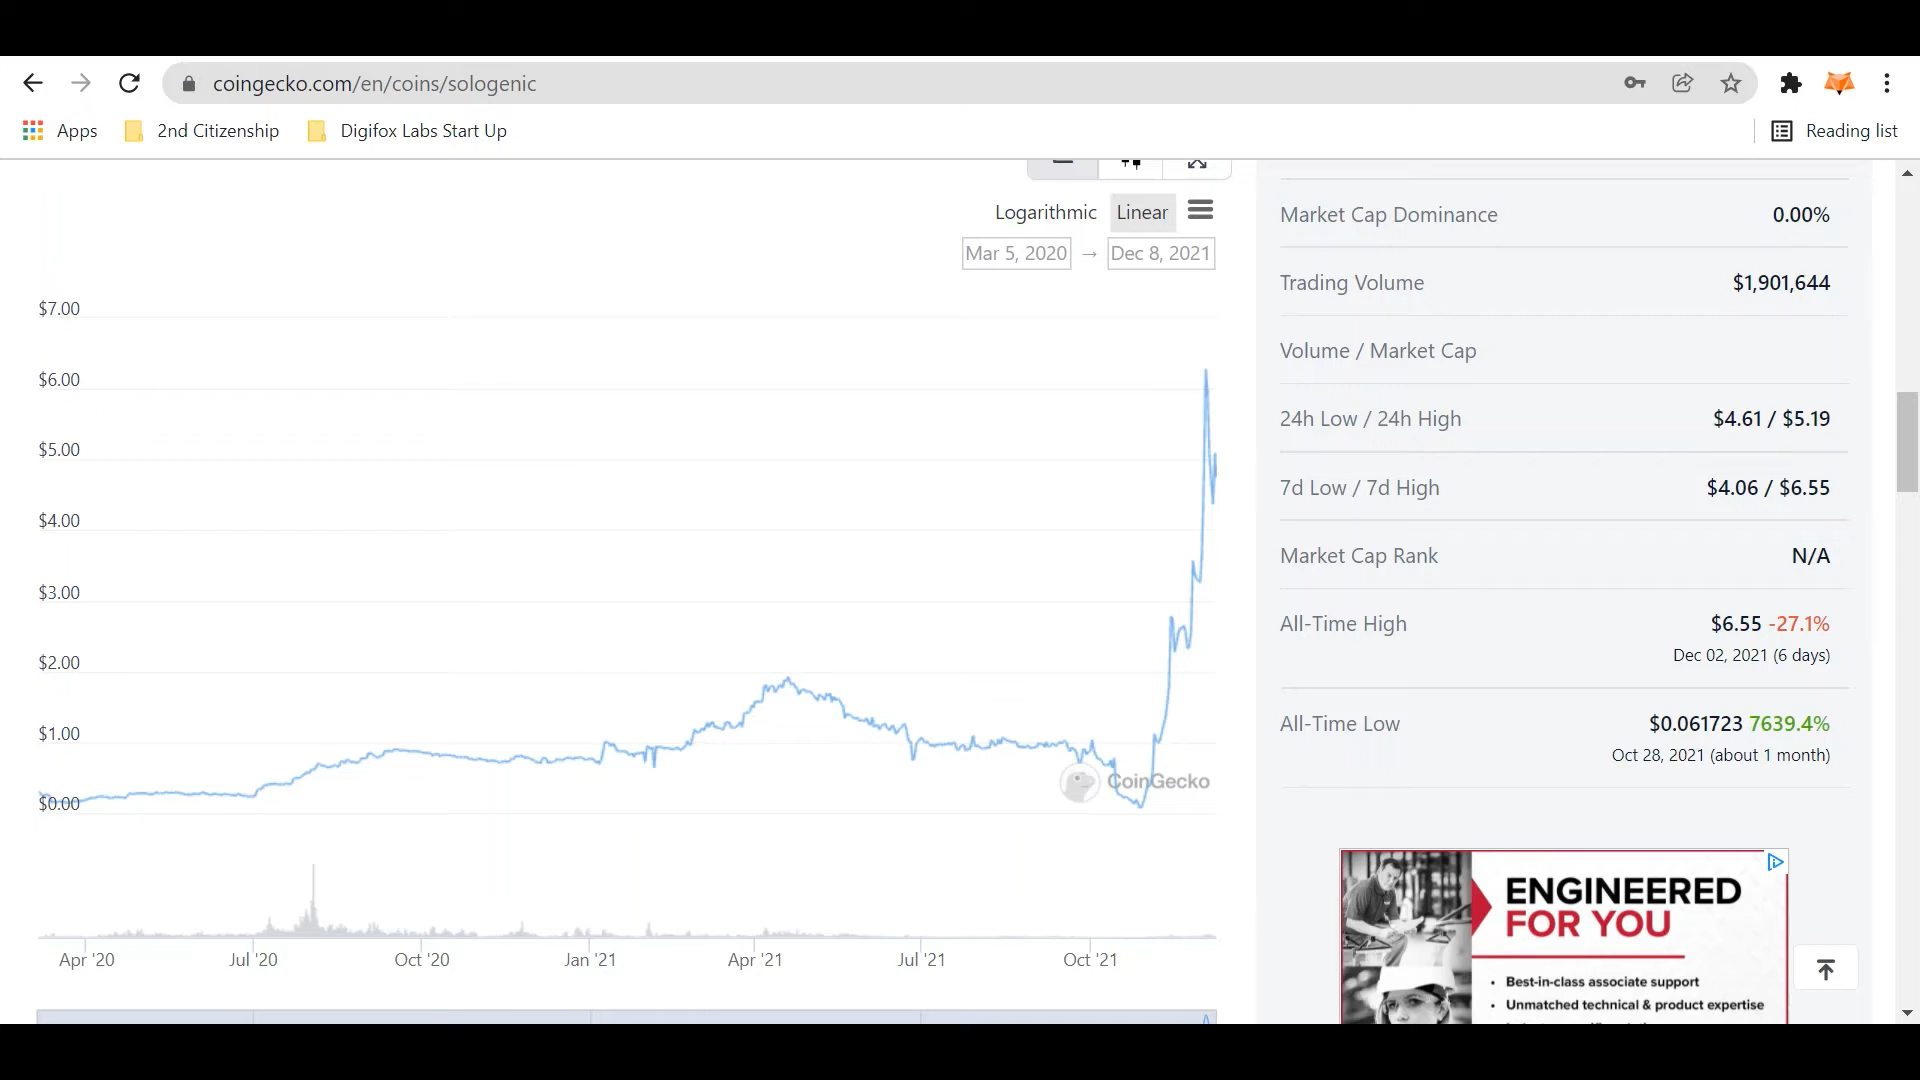 coingecko.com/en/coins/sologenic
Apps 2nd Citizenship Digifox Labs Start Up Reading list
Logarithmic Linear
Mar 5, 2020 → Dec 8, 2021
$7.00
$6.00
$5.00
$4.00
$3.00
$2.00
$1.00
$0.00
CoinGecko
Apr '20 Jul '20 Oct '20 Jan '21 Apr '21 Jul '21 Oct '21
Market Cap Dominance 0.00%
Trading Volume $1,901,644
Volume / Market Cap
24h Low / 24h High $4.61 / $5.19
7d Low / 7d High $4.06 / $6.55
Market Cap Rank N/A
All-Time High $6.55 -27.1%
Dec 02, 2021 (6 days)
All-Time Low $0.061723 7639.4%
Oct 28, 2021 (about 1 month)
ENGINEERED
FOR YOU
• Best-in-class associate support
• Unmatched technical & product expertise